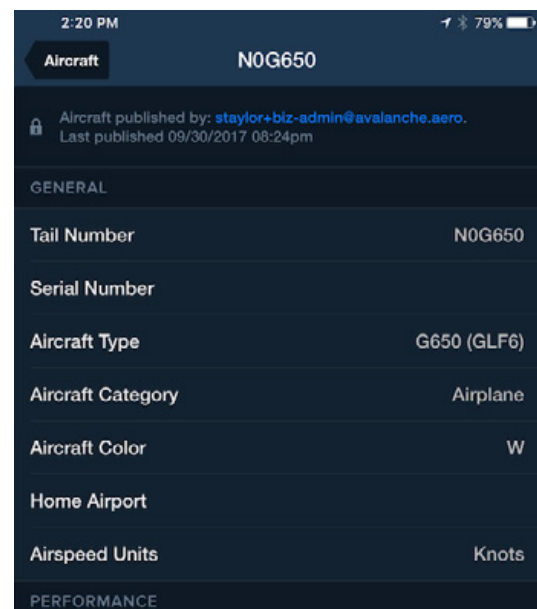 2:20 PM 79%
Aircraft N0G650
Aircraft published by: staylor+biz-admin@avalanche.aero.
Last published 09/30/2017 08:24pm
GENERAL
Tail Number N0G650
Serial Number
Aircraft Type G650 (GLF6)
Aircraft Category Airplane
Aircraft Color W
Home Airport
Airspeed Units Knots
PERFORMANCE